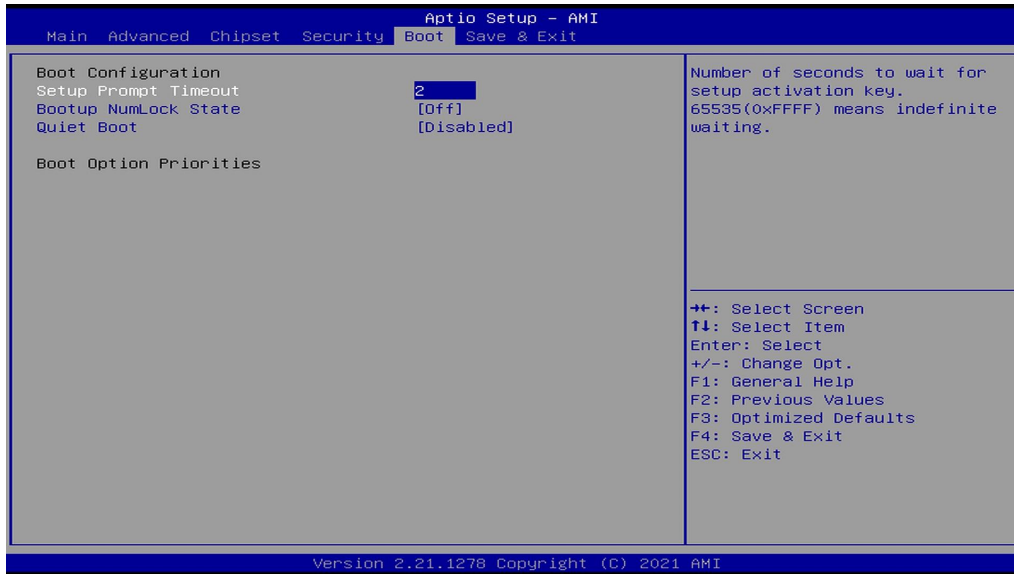 Aptio Setup – AMI
Main Advanced Chipset Security Boot Save & Exit
Boot Configuration
Setup Prompt Timeout 2
Bootup NumLock State [Off]
Quiet Boot [Disabled]
Boot Option Priorities
Number of seconds to wait for
setup activation key.
65535(0xFFFF) means indefinite
waiting.
→←: Select Screen
↑↓: Select Item
Enter: Select
+/-: Change Opt.
F1: General Help
F2: Previous Values
F3: Optimized Defaults
F4: Save & Exit
ESC: Exit
Version 2.21.1278 Copyright (C) 2021 AMI